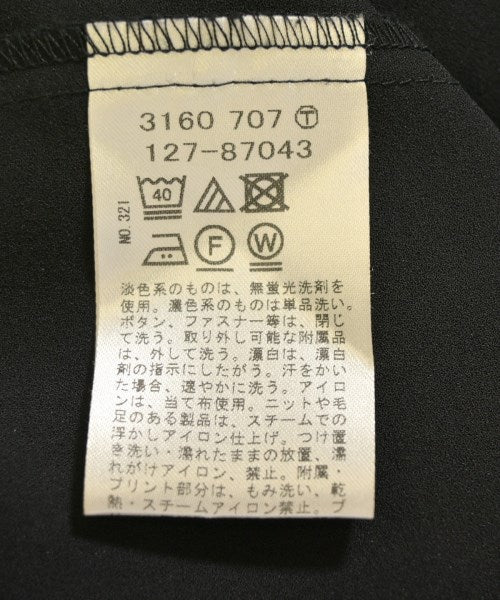 3160 707 Ⓣ
127-87043
NO.321
40
F
W
淡色系のものは、無蛍光洗剤を
使用。濃色系のものは単品洗い。
ボタン、ファスナー等は、閉じ
て洗う。取り外し可能な付属品
は、外して洗う。漂白は、漂白
剤の指示にしたがう。汗をかい
た場合、速やかに洗う。アイロ
ンは、当て布使用。ニットや毛
足のある製品は、スチームでの
浮かしアイロン仕上げ。つけ置
き洗い・濡れたままの放置、濡
れがけアイロン、禁止。附属・
プリント部分は、もみ洗い、乾
熱・スチームアイロン禁止。プ